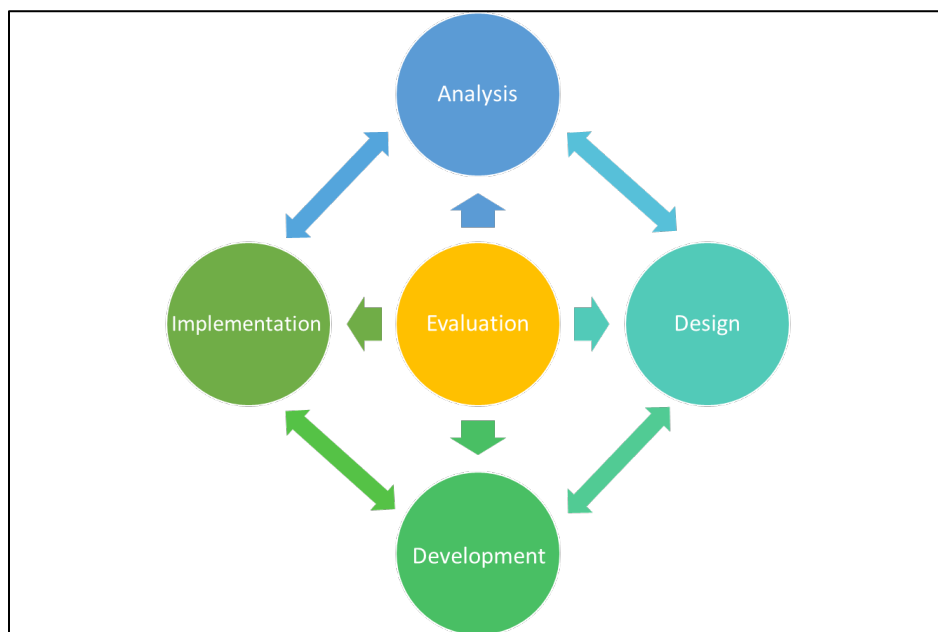 Analysis
Implementation
Evaluation
Design
Development